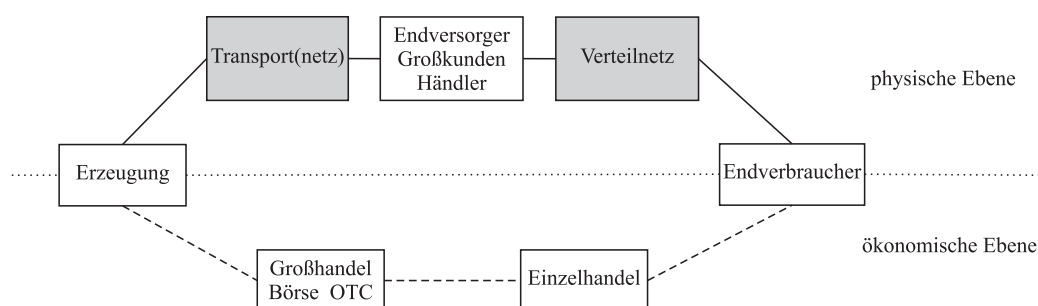 Transport(netz)
Endversorger
Großkunden
Händler
Verteilnetz
physische Ebene
Erzeugung
Endverbraucher
ökonomische Ebene
Großhandel
Börse OTC
Einzelhandel